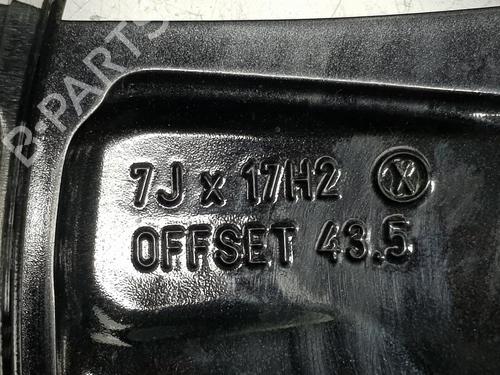 B-PARTS
7J x 17H2 X
OFFSET 43.5